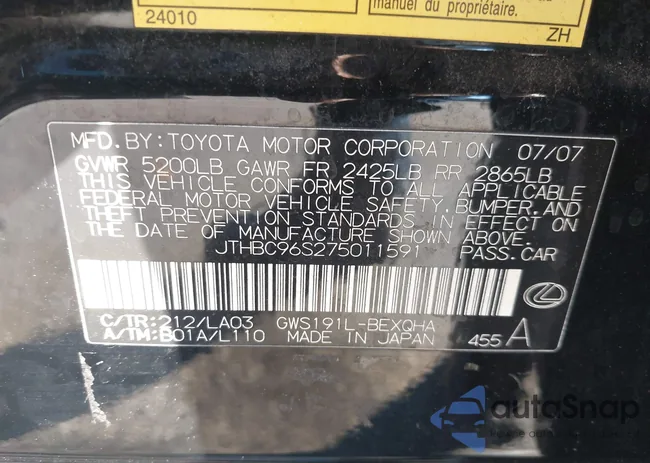 manuel du propriétaire.
24010
ZH
MFD. BY: TOYOTA MOTOR CORPORATION 07/07
GVWR 5200LB GAWR FR 2425LB RR 2865LB
THIS VEHICLE CONFORMS TO ALL APPLICABLE
FEDERAL MOTOR VEHICLE SAFETY, BUMPER, AND
THEFT PREVENTION STANDARDS IN EFFECT ON
THE DATE OF MANUFACTURE SHOWN ABOVE.
JTHBC96S275011591 PASS.CAR
C/TR:212/LA03 GWS191L-BEXQHA
A/TM:B01A/L110 MADE IN JAPAN 455 A
autoSnap